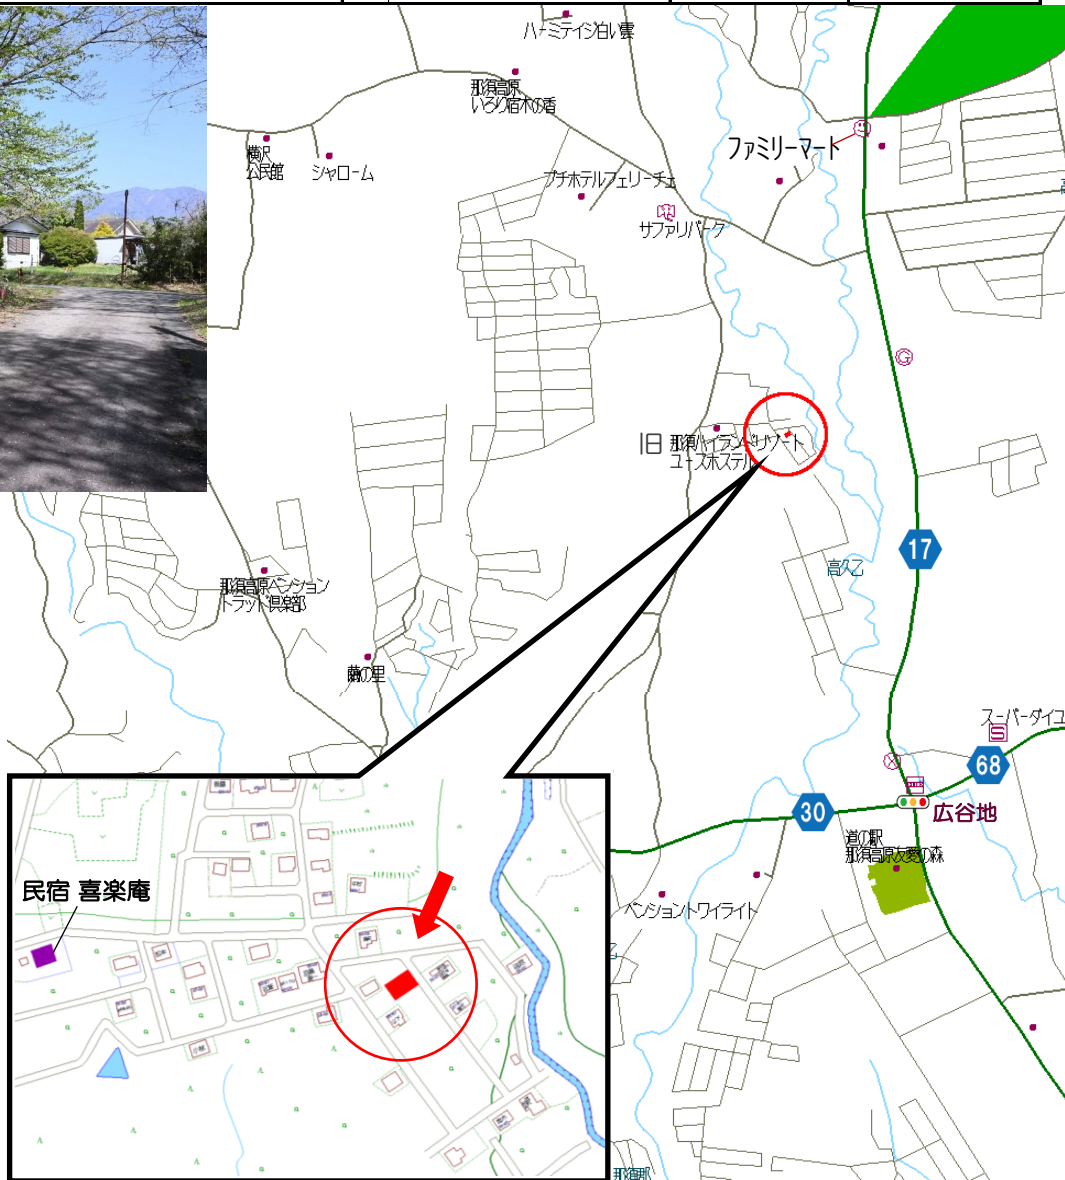 ハーミテイジ白い雲
那須高原
いろり宿木の香
ファミリーマート
横沢
公民館
シャローム
プチホテルフェリーチェ
サファリパーク
G
旧 那須ハイランドリゾート
ユースホステル
17
高久乙
那須高原ペンション
トラッド倶楽部
繭の里
スーパーダイユ
S
68
30
広谷地
道の駅
那須高原友愛の森
ペンショントワイライト
民宿 喜楽庵
乙
那須郡